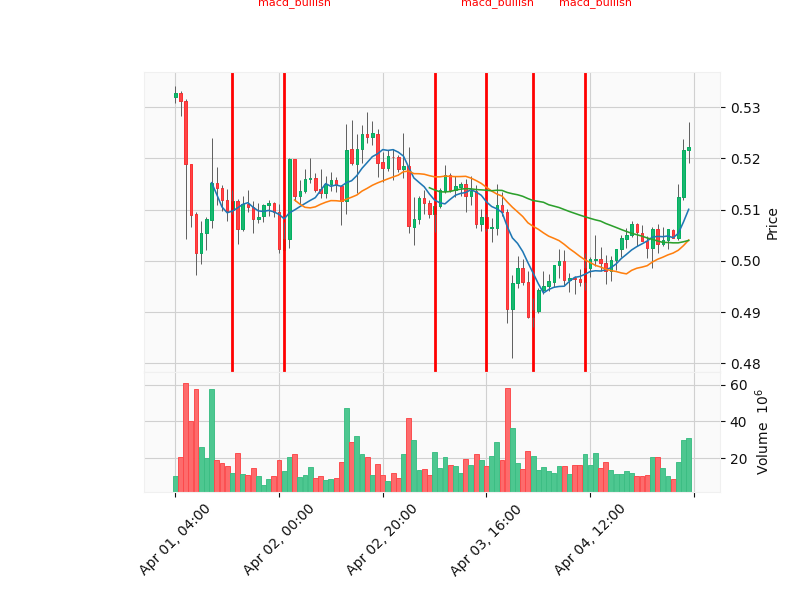 macd_bullish macd_bullish macd_bullish
0.53
0.52
0.51
0.50
0.49
0.48
Price
60
40
20
Volume 10^6
Apr 01, 04:00
Apr 02, 00:00
Apr 02, 20:00
Apr 03, 16:00
Apr 04, 12:00